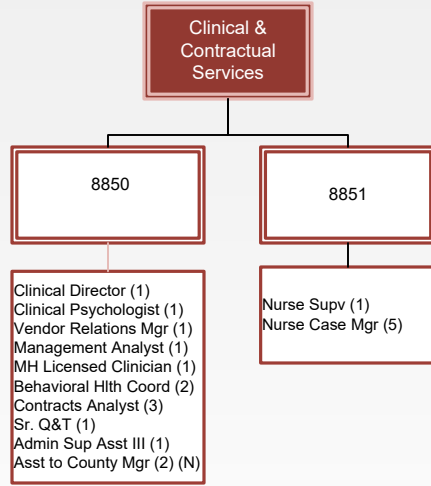 Clinical &
Contractual
Services
8850
8851
Clinical Director (1)
Clinical Psychologist (1)
Vendor Relations Mgr (1)
Management Analyst (1)
MH Licensed Clinician (1)
Behavioral Hlth Coord (2)
Contracts Analyst (3)
Sr. Q&T (1)
Admin Sup Asst III (1)
Asst to County Mgr (2) (N)
Nurse Supv (1)
Nurse Case Mgr (5)